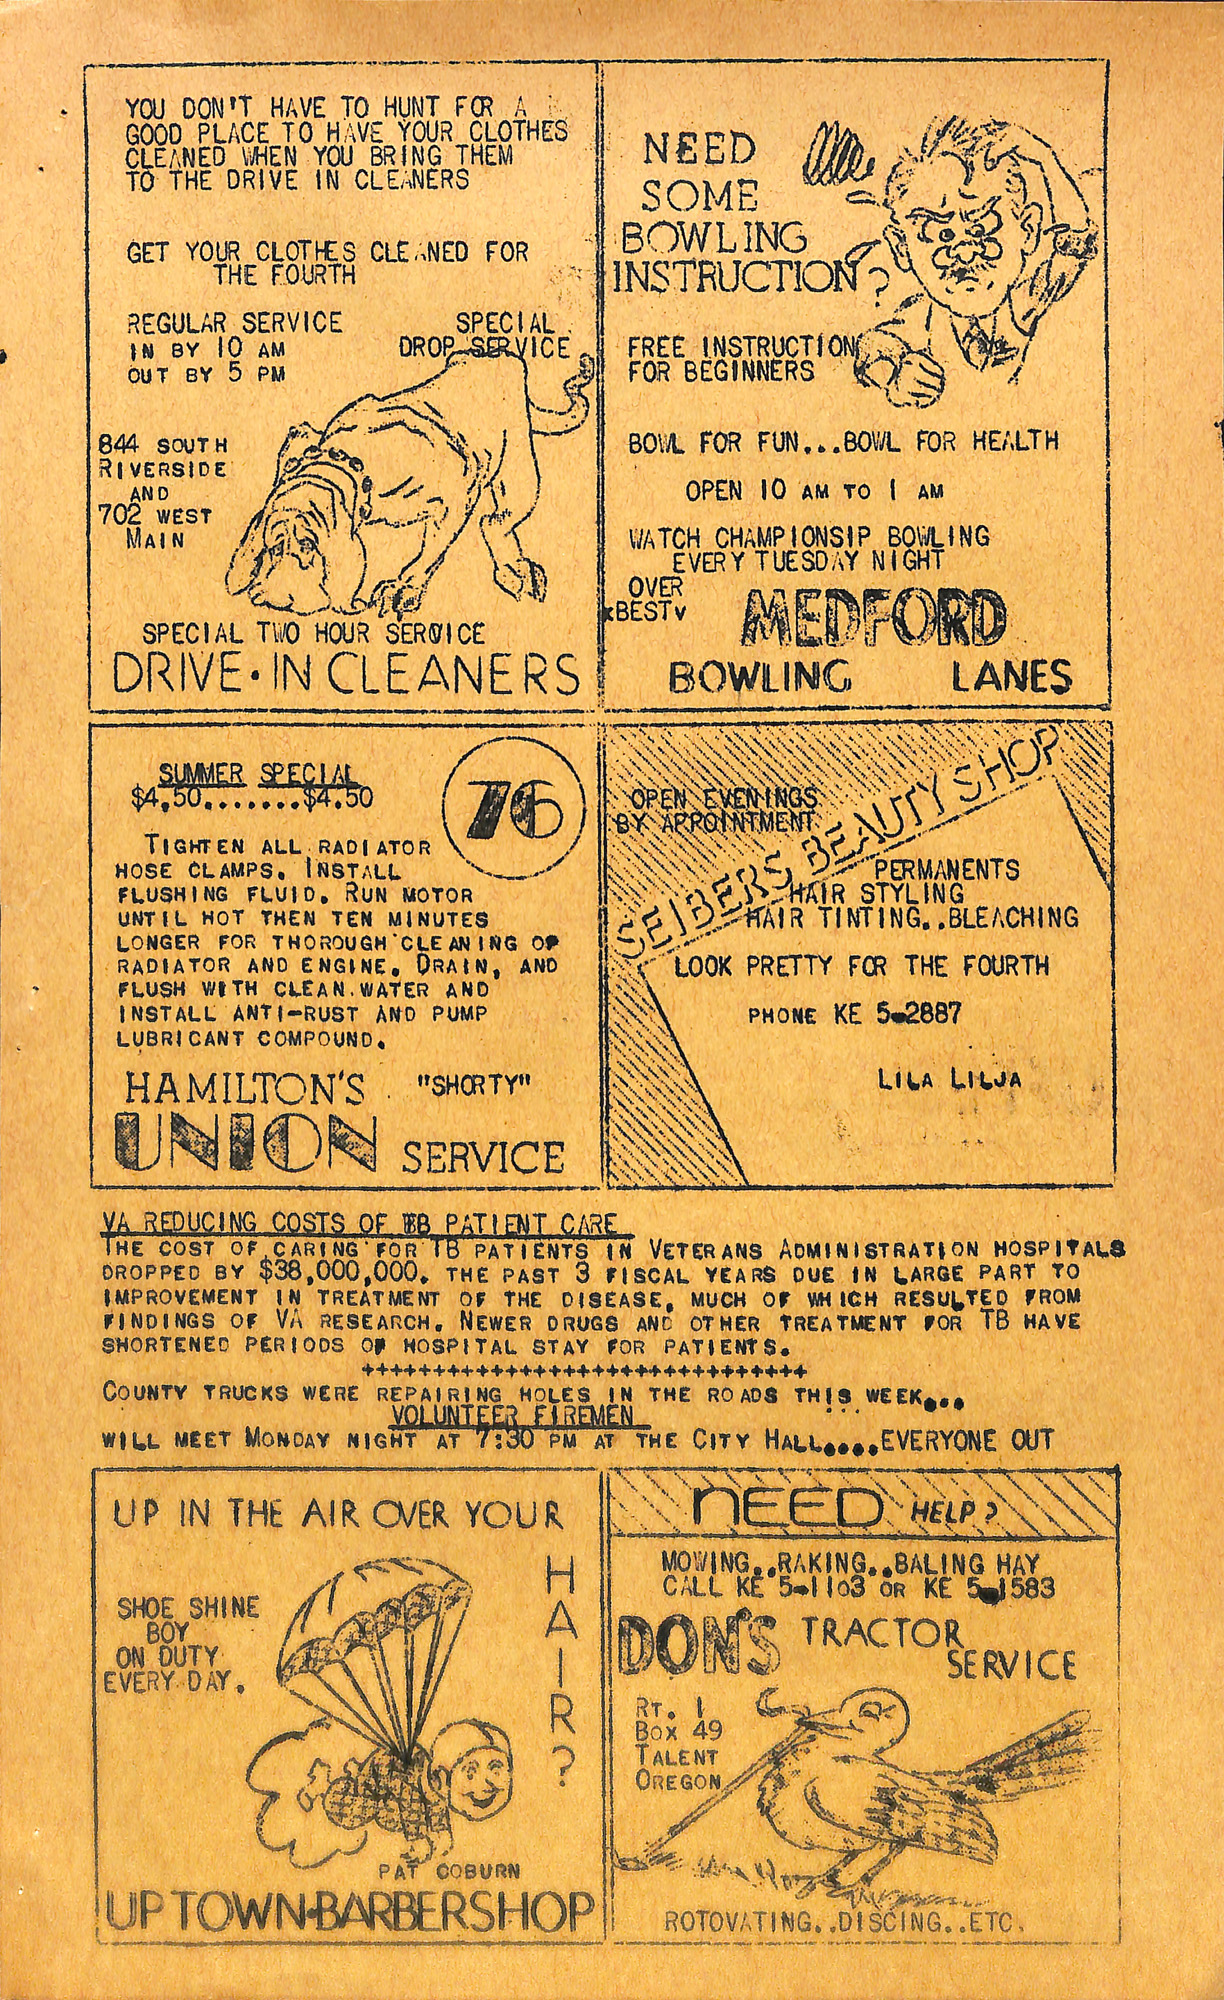 YOU DON'T HAVE TO HUNT FOR A
GOOD PLACE TO HAVE YOUR CLOTHES
CLEANED WHEN YOU BRING THEM
TO THE DRIVE IN CLEANERS
GET YOUR CLOTHES CLEANED FOR
THE FOURTH
REGULAR SERVICE
IN BY 10 AM
OUT BY 5 PM
SPECIAL
DROP SERVICE
844 SOUTH
RIVERSIDE
AND
702 WEST
MAIN
SPECIAL TWO HOUR SERVICE
DRIVE-IN CLEANERS
NEED
SOME
BOWLING
INSTRUCTION?
FREE INSTRUCTION
FOR BEGINNERS
BOWL FOR FUN...BOWL FOR HEALTH
OPEN 10 AM TO 1 AM
WATCH CHAMPIONSIP BOWLING
EVERY TUESDAY NIGHT
OVER
BEST
MEDFORD
BOWLING LANES
SUMMER SPECIAL
$4.50.......$4.50
76
TIGHTEN ALL RADIATOR
HOSE CLAMPS. INSTALL
FLUSHING FLUID. RUN MOTOR
UNTIL HOT THEN TEN MINUTES
LONGER FOR THOROUGH CLEANING OF
RADIATOR AND ENGINE. DRAIN, AND
FLUSH WITH CLEAN WATER AND
INSTALL ANTI-RUST AND PUMP
LUBRICANT COMPOUND.
HAMILTON'S "SHORTY"
UNION SERVICE
OPEN EVENINGS
BY APPOINTMENT
SEIBERS BEAUTY SHOP
PERMANENTS
HAIR STYLING
HAIR TINTING..BLEACHING
LOOK PRETTY FOR THE FOURTH
PHONE KE 5-2887
LILA LILJA
VA REDUCING COSTS OF TB PATIENT CARE
THE COST OF CARING FOR TB PATIENTS IN VETERANS ADMINISTRATION HOSPITALS
DROPPED BY $38,000,000. THE PAST 3 FISCAL YEARS DUE IN LARGE PART TO
IMPROVEMENT IN TREATMENT OF THE DISEASE, MUCH OF WHICH RESULTED FROM
FINDINGS OF VA RESEARCH. NEWER DRUGS AND OTHER TREATMENT FOR TB HAVE
SHORTENED PERIODS OF HOSPITAL STAY FOR PATIENTS.
+++++++++++++++++++++++++++++++
COUNTY TRUCKS WERE REPAIRING HOLES IN THE ROADS THIS WEEK...
VOLUNTEER FIREMEN
WILL MEET MONDAY NIGHT AT 7:30 PM AT THE CITY HALL....EVERYONE OUT
UP IN THE AIR OVER YOUR
HAIR?
SHOE SHINE
BOY
ON DUTY
EVERY DAY.
PAT COBURN
UPTOWN-BARBERSHOP
NEED HELP?
MOWING..RAKING..BALING HAY
CALL KE 5-1103 OR KE 5-1583
DON'S TRACTOR
SERVICE
RT. 1
BOX 49
TALENT
OREGON
ROTOVATING..DISCING..ETC.